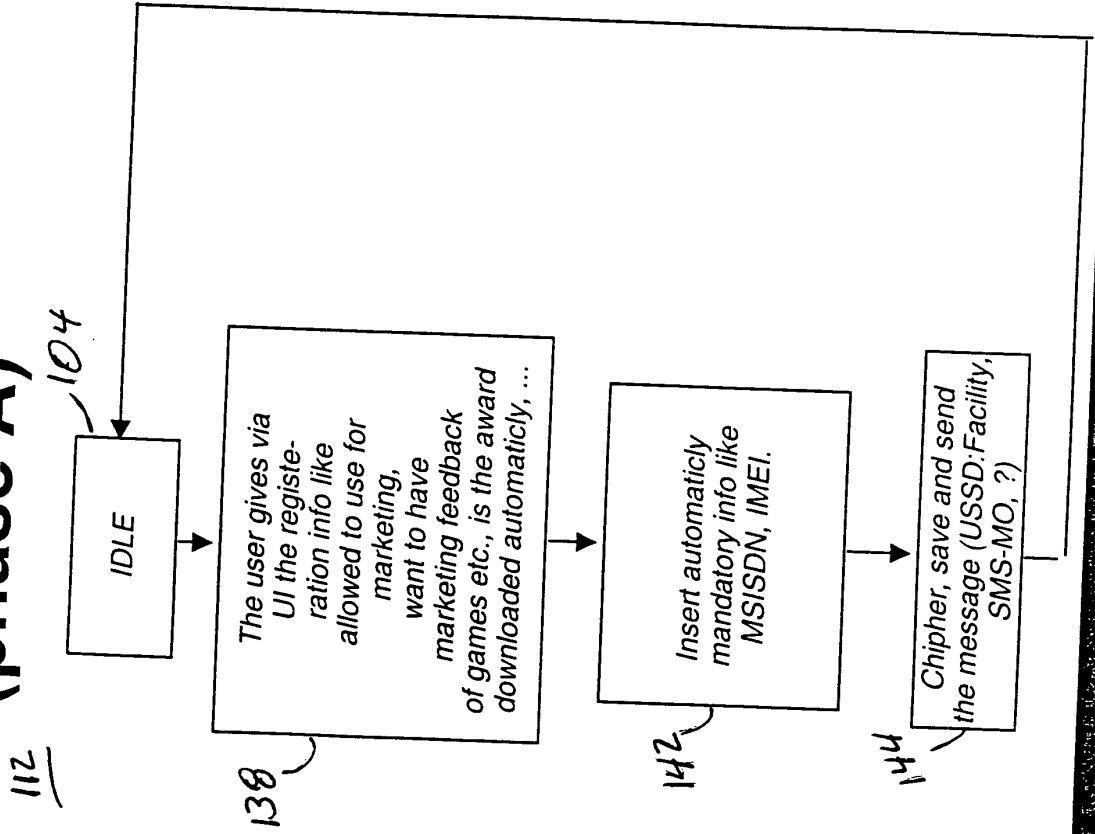 112
(phase A)
104
IDLE
The user gives via
UI the registe-
ration info like
allowed to use for
marketing,
want to have
marketing feedback
of games etc., is the award
downloaded automaticly, ...
138
Insert automaticly
mandatory info like
MSISDN, IMEI.
142
Chipher, save and send
the message (USSD:Facility,
SMS-MO, ?)
144